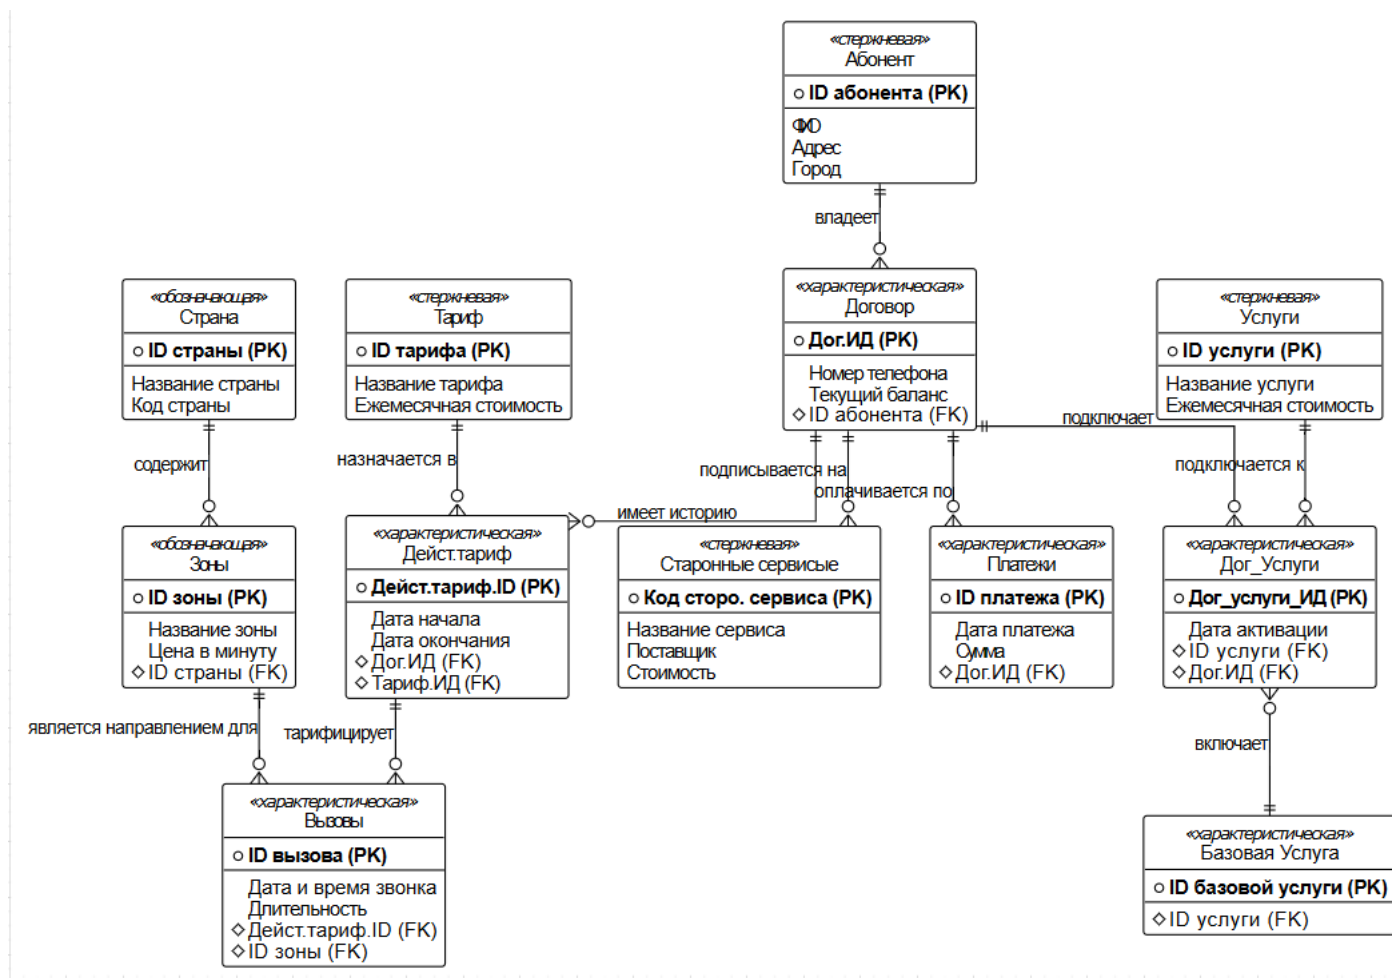 «стержневая»
Абонент
ID абонента (PK)
ФИО
Адрес
Город
владеет
«обозначающая»
Страна
ID страны (PK)
Название страны
Код страны
«стержневая»
Тариф
ID тарифа (PK)
Название тарифа
Ежемесячная стоимость
«характеристическая»
Договор
Дог.ИД (PK)
Номер телефона
Текущий баланс
ID абонента (FK)
«стержневая»
Услуги
ID услуги (PK)
Название услуги
Ежемесячная стоимость
содержит
назначается в
подписывается на
оплачивается по
подключает
подключается к
имеет историю
«обозначающая»
Зоны
ID зоны (PK)
Название зоны
Цена в минуту
ID страны (FK)
«характеристическая»
Дейст.тариф
Дейст.тариф.ID (PK)
Дата начала
Дата окончания
Дог.ИД (FK)
Тариф.ИД (FK)
«стержневая»
Старонные сервисые
Код сторо. сервиса (PK)
Название сервиса
Поставщик
Стоимость
«характеристическая»
Платежи
ID платежа (PK)
Дата платежа
Сумма
Дог.ИД (FK)
«характеристическая»
Дог_Услуги
Дог_услуги_ИД (PK)
Дата активации
ID услуги (FK)
Дог.ИД (FK)
является направлением для
тарифицирует
включает
«характеристическая»
Вызовы
ID вызова (PK)
Дата и время звонка
Длительность
Дейст.тариф.ID (FK)
ID зоны (FK)
«характеристическая»
Базовая Услуга
ID базовой услуги (PK)
ID услуги (FK)